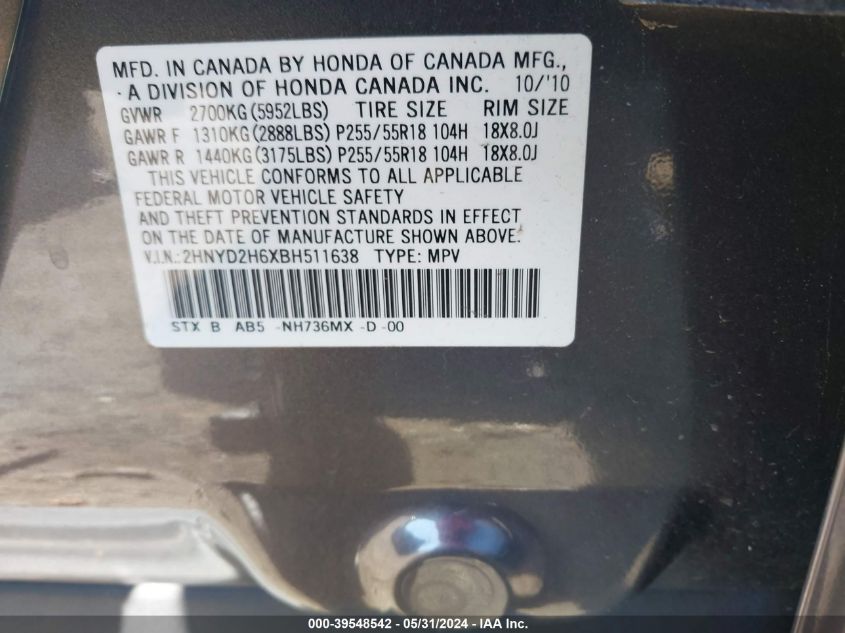 MFD. IN CANADA BY HONDA OF CANADA MFG.,
A DIVISION OF HONDA CANADA INC. 10/'10
GVWR 2700KG(5952LBS) TIRE SIZE RIM SIZE
GAWR F 1310KG(2888LBS) P255/55R18 104H 18X8.0J
GAWR R 1440KG(3175LBS) P255/55R18 104H 18X8.0J
THIS VEHICLE CONFORMS TO ALL APPLICABLE
FEDERAL MOTOR VEHICLE SAFETY
AND THEFT PREVENTION STANDARDS IN EFFECT
ON THE DATE OF MANUFACTURE SHOWN ABOVE.
V.I.N.:2HNYD2H6XBH511638 TYPE: MPV
STX B AB5 -NH736MX -D -00
000-39548542 - 05/31/2024 - IAA Inc.